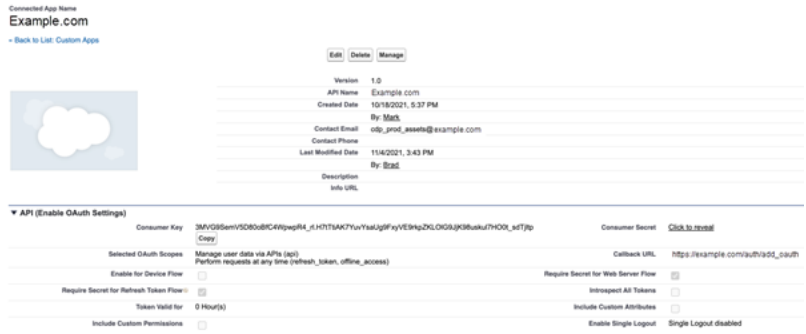 Connected App Name
Example.com
« Back to List: Custom Apps
Edit Delete Manage
Version 1.0
API Name Example.com
Created Date 10/18/2021, 5:37 PM
By: Mark
Contact Email cdp_prod_assets@example.com
Contact Phone
Last Modified Date 11/4/2021, 3:43 PM
By: Brad
Description
Info URL
▼ API (Enable OAuth Settings)
Consumer Key Consumer Secret Click to reveal
Copy
Selected OAuth Scopes Manage user data via APIs (api) Callback URL https://example.com/auth/add_oauth
Perform requests at any time (refresh_token, offline_access)
Enable for Device Flow Require Secret for Web Server Flow
Require Secret for Refresh Token Flow Introspect All Tokens
Token Valid for 0 Hour(s) Include Custom Attributes
Include Custom Permissions Enable Single Logout Single Logout disabled